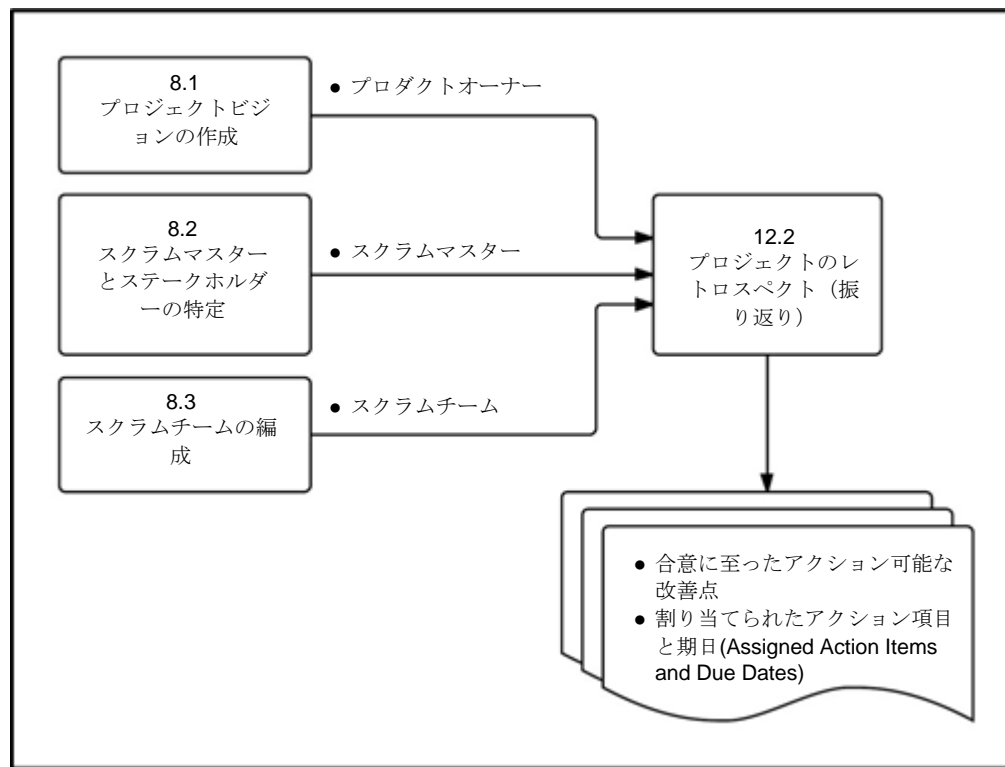 8.1
プロジェクトビジ
ョンの作成
● プロダクトオーナー
8.2
スクラムマスター
とステークホルダ
ーの特定
● スクラムマスター
8.3
スクラムチームの編
成
● スクラムチーム
12.2
プロジェクトのレ
トロスペクト（振
り返り）
● 合意に至ったアクション可能な
改善点
● 割り当てられたアクション項目
と期日(Assigned Action Items
and Due Dates)